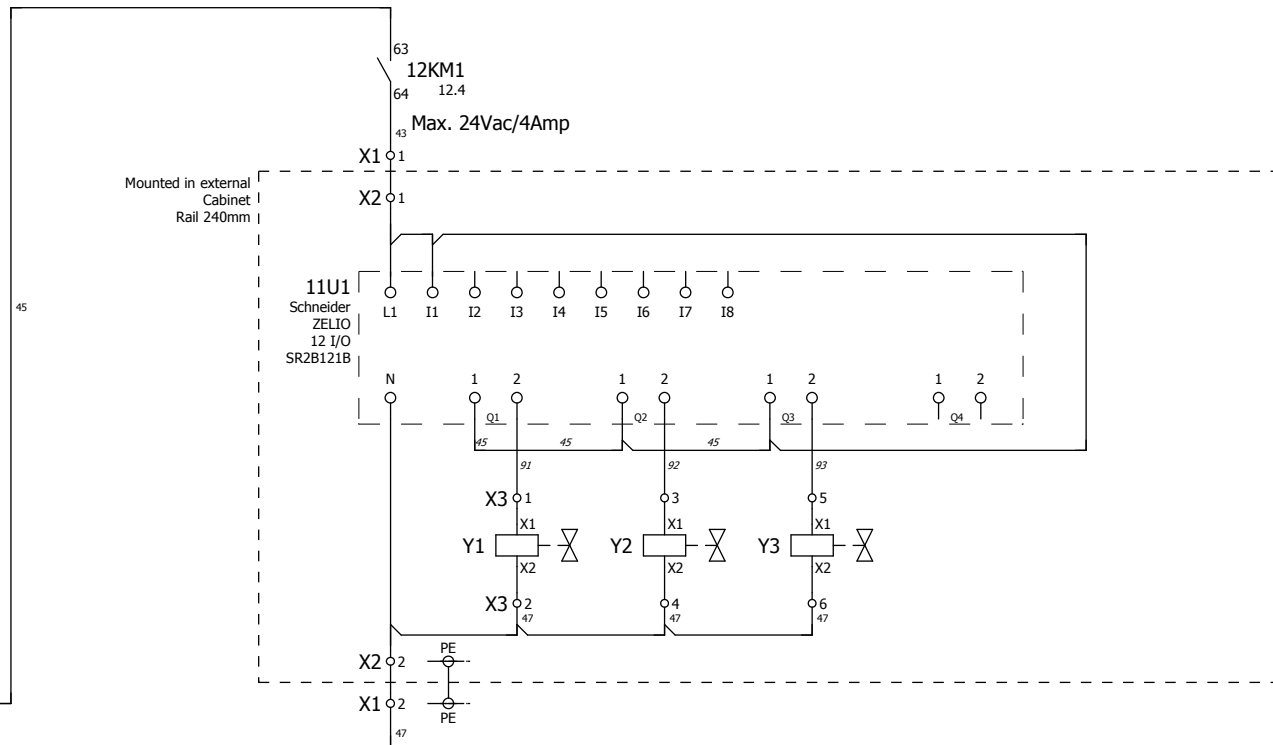 63
12KM1
12.4
64
Max. 24Vac/4Amp
43
X1 1
Mounted in external
Cabinet
Rail 240mm
X2 1
45
11U1
Schneider
ZELIO
12 I/O
SR2B121B
L1 I1 I2 I3 I4 I5 I6 I7 I8
N 1 2 1 2 1 2 1 2
Q1 Q2 Q3 Q4
45 45 45
91 92 93
X3 1 3 5
X1 X1 X1
Y1 Y2 Y3
X2 X2 X2
X3 2 4 6
47 47 47
PE
X2 2
X1 2
PE
47